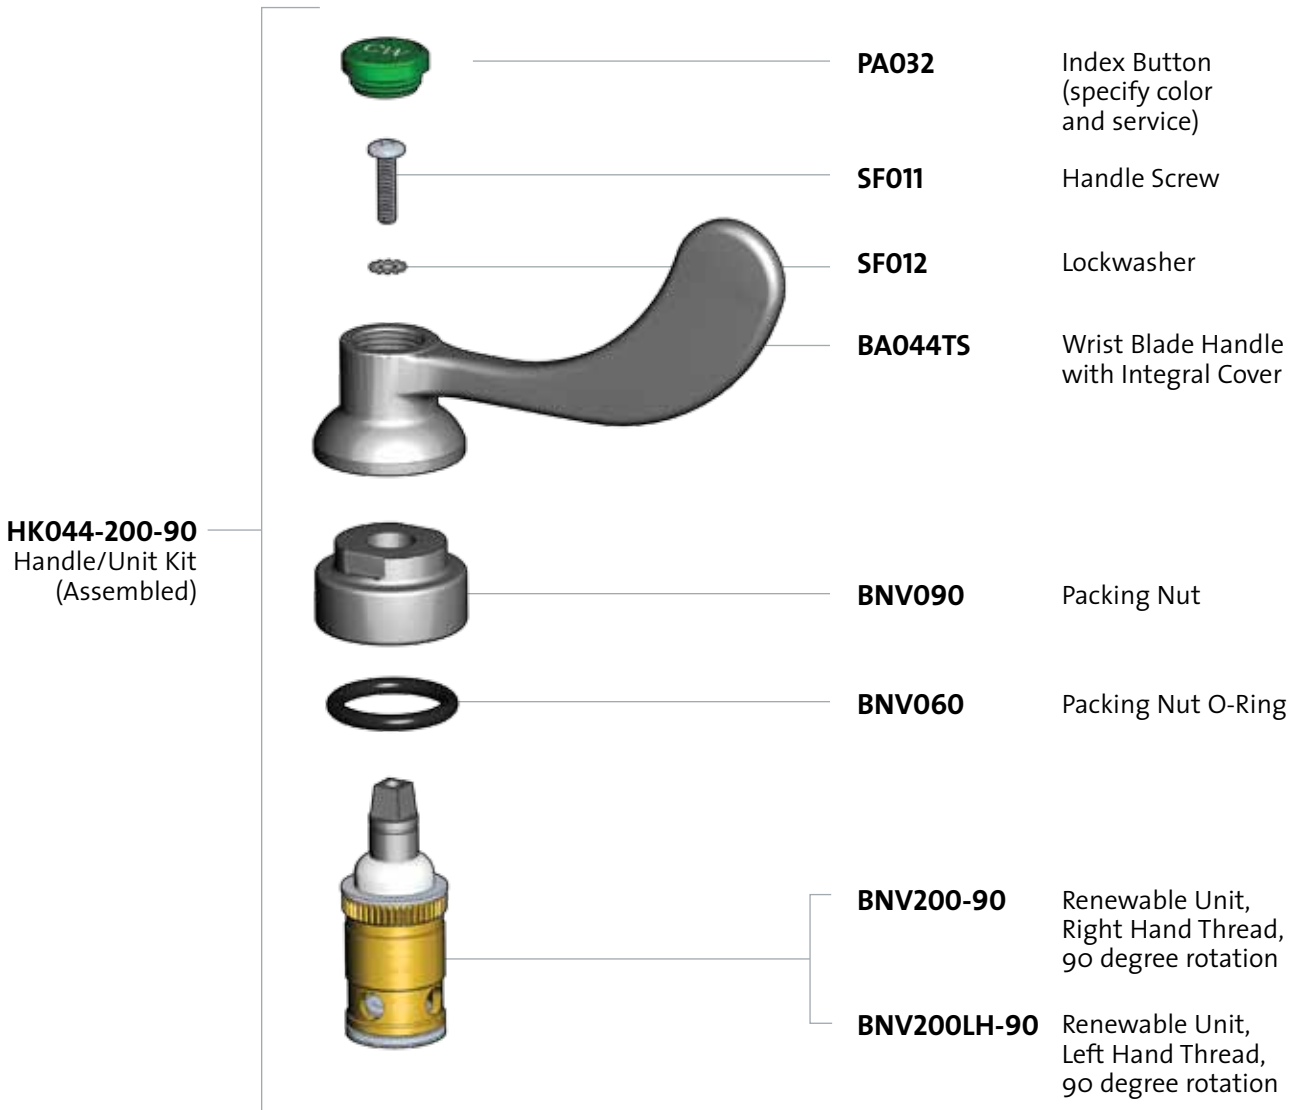 CW
PA032
Index Button
(specify color
and service)
SF011
Handle Screw
SF012
Lockwasher
BA044TS
Wrist Blade Handle
with Integral Cover
HK044-200-90
Handle/Unit Kit
(Assembled)
BNV090
Packing Nut
BNV060
Packing Nut O-Ring
BNV200-90
Renewable Unit,
Right Hand Thread,
90 degree rotation
BNV200LH-90
Renewable Unit,
Left Hand Thread,
90 degree rotation